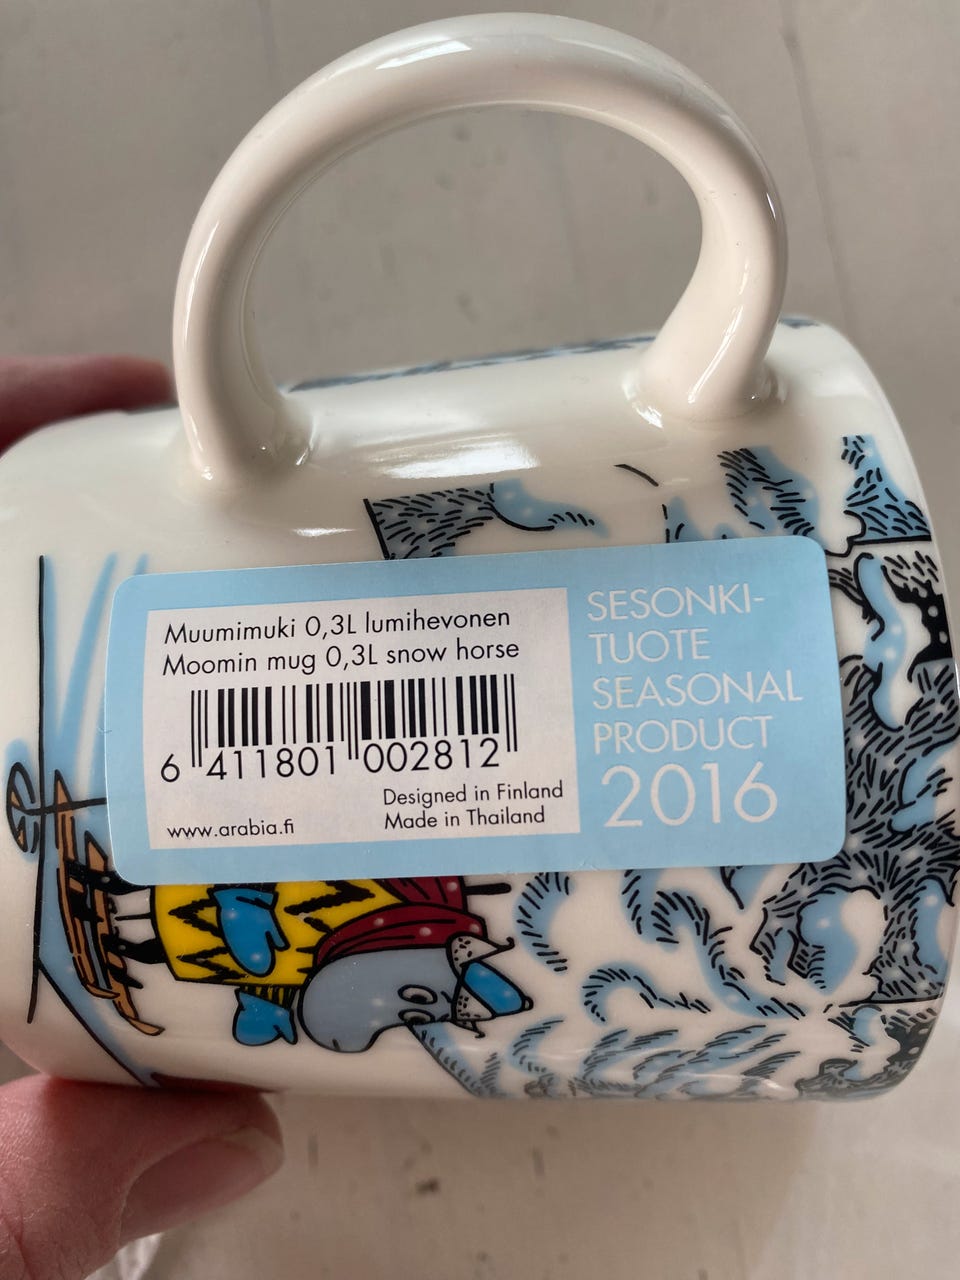 Muumimuki 0,3L lumihevonen
Moomin mug 0,3L snow horse
6 411801 002812
Designed in Finland
www.arabia.fi Made in Thailand
SESONKI-
TUOTE
SEASONAL
PRODUCT
2016